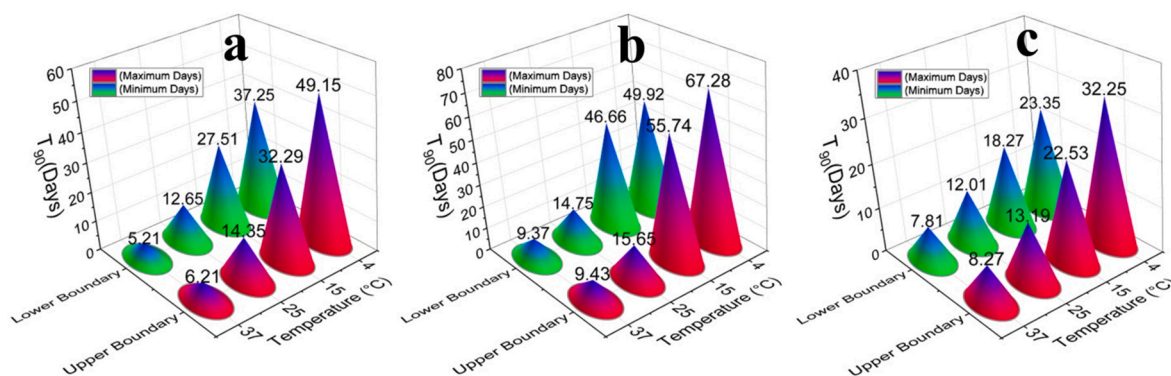 a
60
50
40
30
20
10
0
T 90(Days)
(Maximum Days)
(Minimum Days)
5.21
12.65
27.51
37.25
6.21
14.35
32.29
49.15
Lower Boundary
Upper Boundary
37
25
15
4
Temperature (°C)
b
80
70
60
50
40
30
20
10
0
T 90(Days)
(Maximum Days)
(Minimum Days)
9.37
14.75
46.66
49.92
9.43
15.65
55.74
67.28
Lower Boundary
Upper Boundary
37
25
15
4
Temperature (°C)
c
40
30
20
10
0
T 90(Days)
(Maximum Days)
(Minimum Days)
7.81
12.01
18.27
23.35
8.27
13.19
22.53
32.25
Lower Boundary
Upper Boundary
37
25
15
4
Temperature (°C)